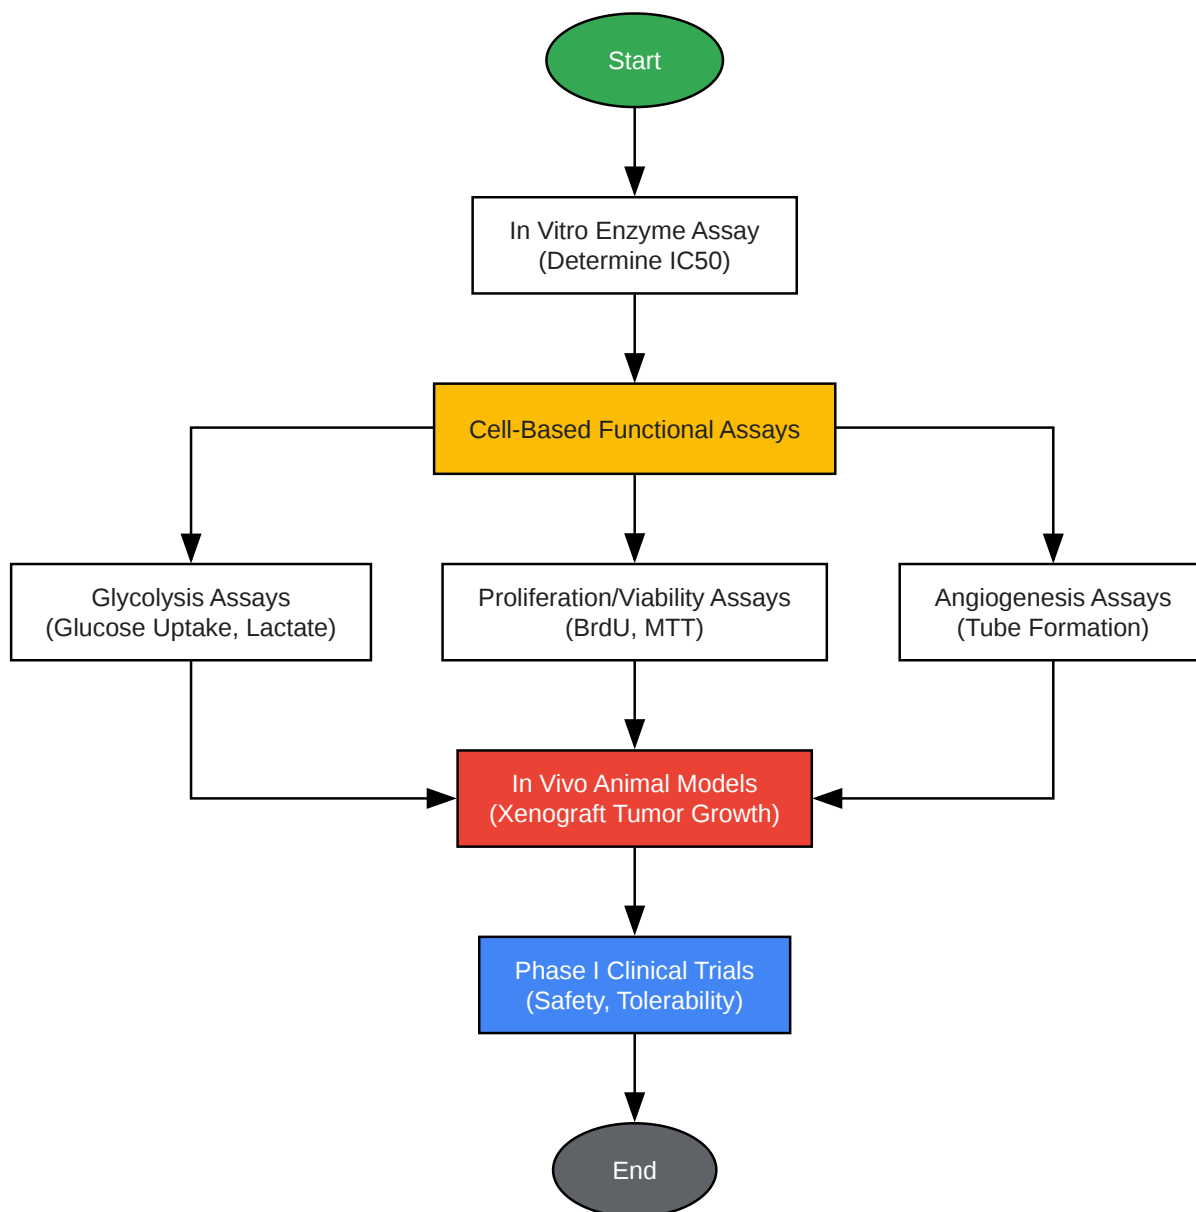 Start
In Vitro Enzyme Assay
(Determine IC50)
Cell-Based Functional Assays
Glycolysis Assays
(Glucose Uptake, Lactate)
Proliferation/Viability Assays
(BrdU, MTT)
Angiogenesis Assays
(Tube Formation)
In Vivo Animal Models
(Xenograft Tumor Growth)
Phase I Clinical Trials
(Safety, Tolerability)
End